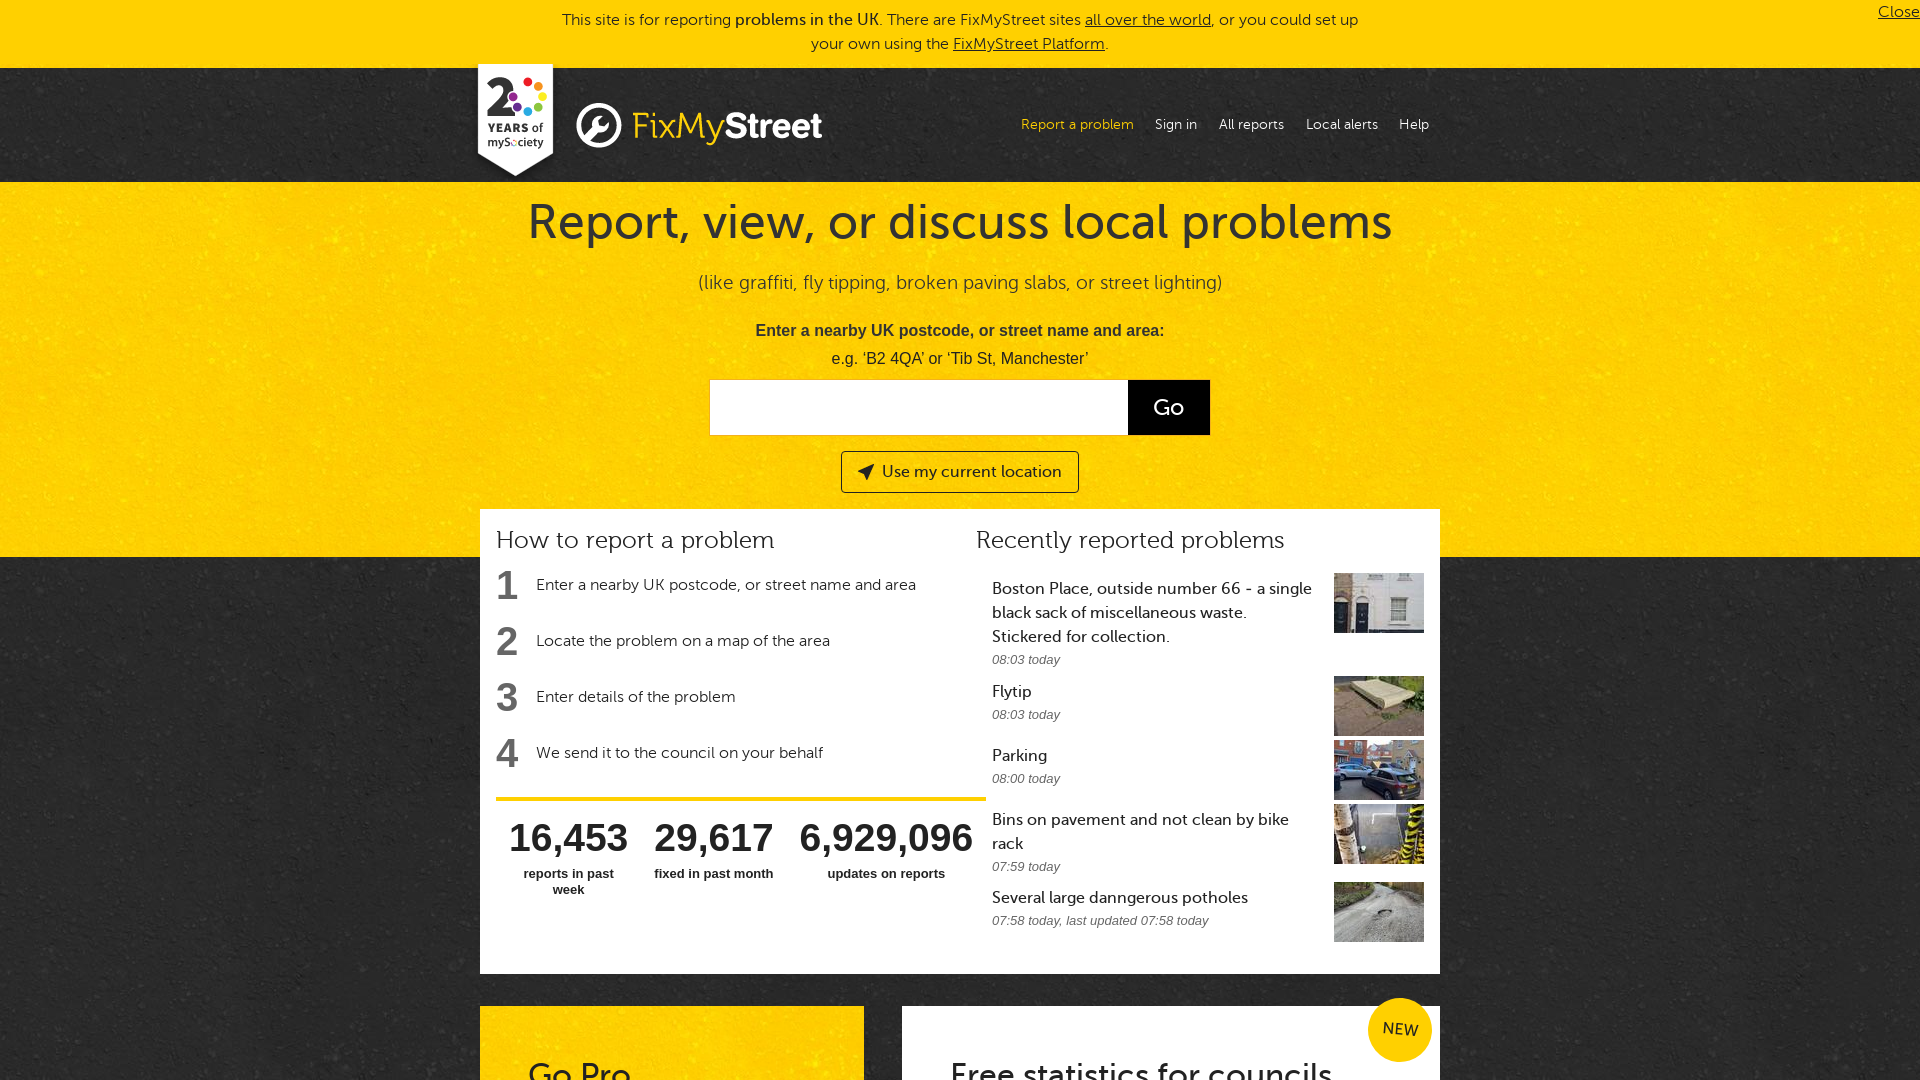 This site is for reporting problems in the UK. There are FixMyStreet sites all over the world, or you could set up
your own using the FixMyStreet Platform.
Close
20
YEARS of
mySociety
FixMyStreet
Report a problem
Sign in
All reports
Local alerts
Help
Report, view, or discuss local problems
(like graffiti, fly tipping, broken paving slabs, or street lighting)
Enter a nearby UK postcode, or street name and area:
e.g. ‘B2 4QA’ or ‘Tib St, Manchester’
Go
Use my current location
How to report a problem
1 Enter a nearby UK postcode, or street name and area
2 Locate the problem on a map of the area
3 Enter details of the problem
4 We send it to the council on your behalf
16,453
reports in past
week
29,617
fixed in past month
6,929,096
updates on reports
Recently reported problems
Boston Place, outside number 66 - a single
black sack of miscellaneous waste.
Stickered for collection.
08:03 today
Flytip
08:03 today
Parking
08:00 today
Bins on pavement and not clean by bike
rack
07:59 today
Several large danngerous potholes
07:58 today, last updated 07:58 today
Go Pro
NEW
Free statistics for councils